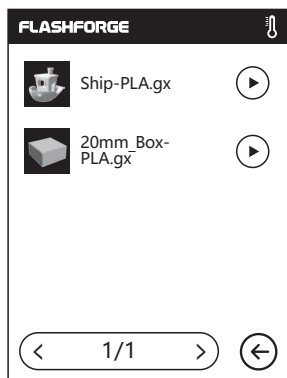 FLASHFORGE
Ship-PLA.gx
20mm_Box-
PLA.gx
1/1